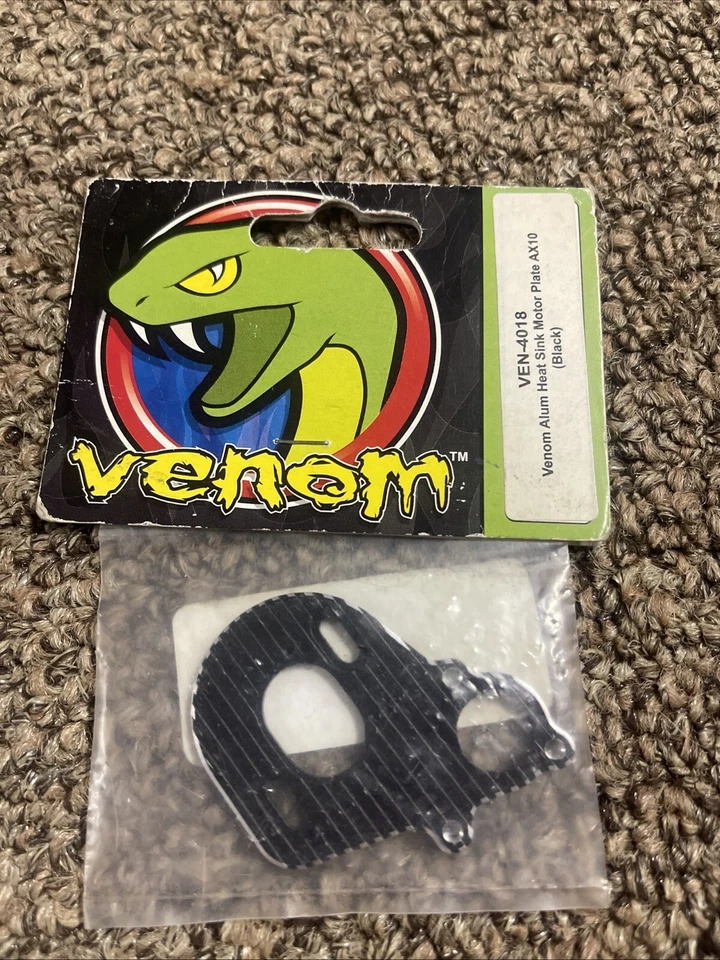 venom™
VEN-4018
Venom Alum Heat Sink Motor Plate AX10
(Black)